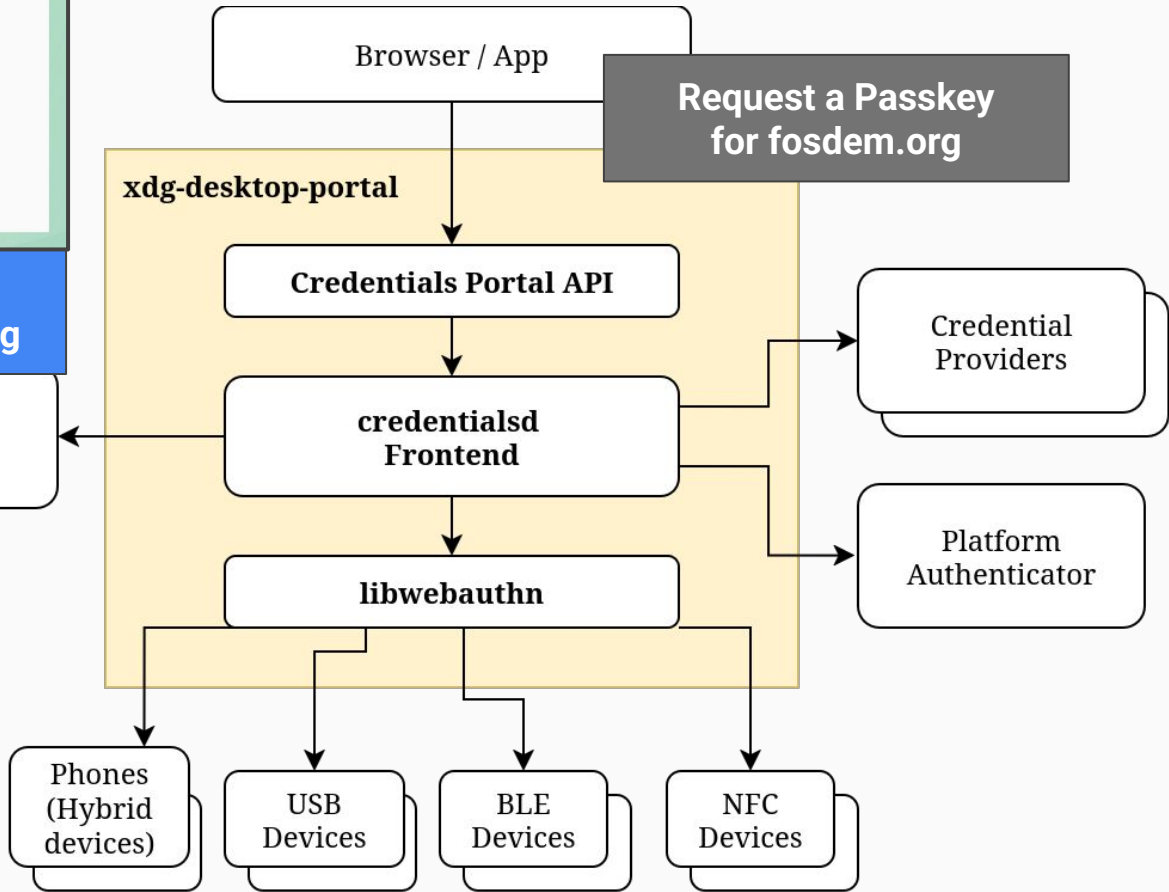 Browser / App
Request a Passkey
for fosdem.org
xdg-desktop-portal
Credentials Portal API
g
credentialsd
Frontend
Credential
Providers
libwebauthn
Platform
Authenticator
Phones
(Hybrid
devices)
USB
Devices
BLE
Devices
NFC
Devices